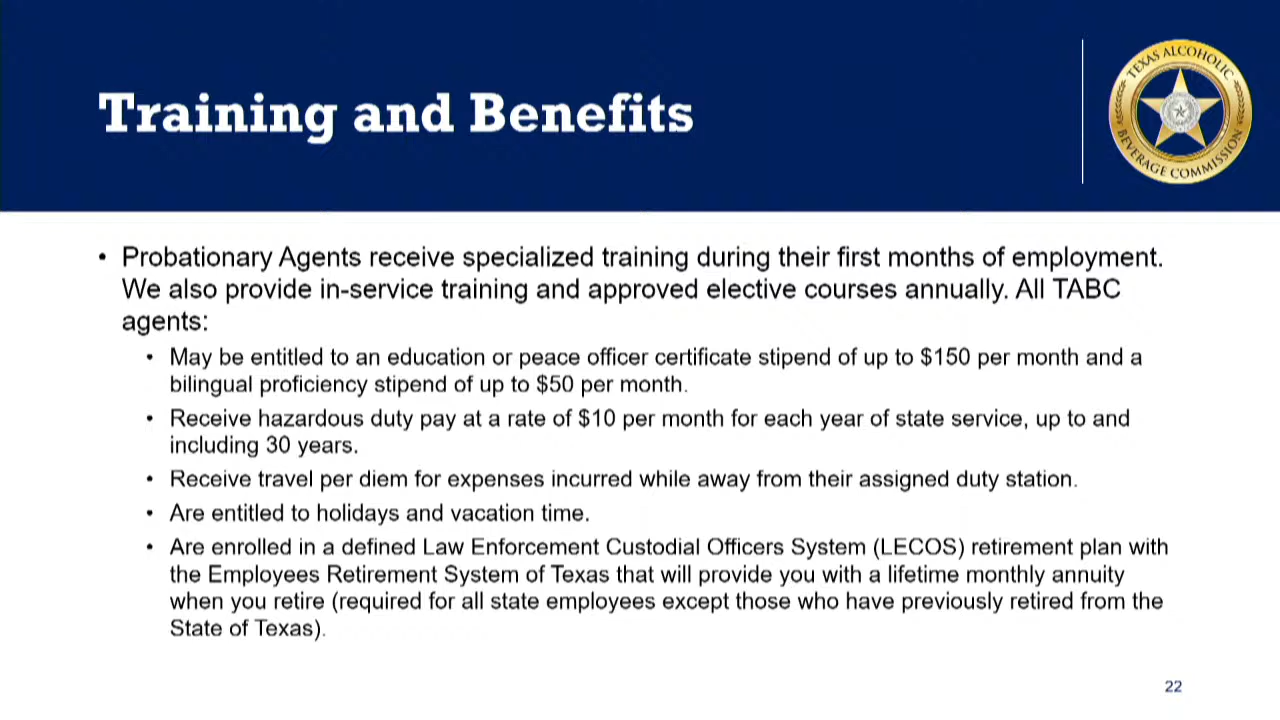 Training and Benefits
TEXAS ALCOHOLIC
BEVERAGE COMMISSION
• Probationary Agents receive specialized training during their first months of employment.
We also provide in-service training and approved elective courses annually. All TABC
agents:
• May be entitled to an education or peace officer certificate stipend of up to $150 per month and a
bilingual proficiency stipend of up to $50 per month.
• Receive hazardous duty pay at a rate of $10 per month for each year of state service, up to and
including 30 years.
• Receive travel per diem for expenses incurred while away from their assigned duty station.
• Are entitled to holidays and vacation time.
• Are enrolled in a defined Law Enforcement Custodial Officers System (LECOS) retirement plan with
the Employees Retirement System of Texas that will provide you with a lifetime monthly annuity
when you retire (required for all state employees except those who have previously retired from the
State of Texas).
22